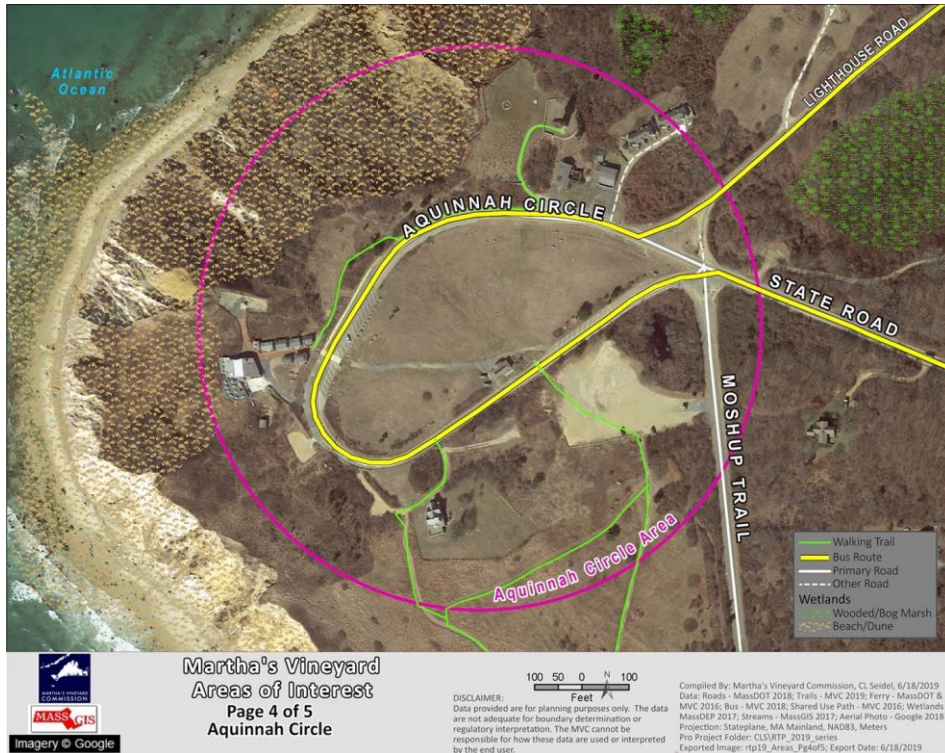 Atlantic
Ocean
LIGHTHOUSE ROAD
AQUINNAH CIRCLE
STATE ROAD
MOSHUP TRAIL
Aquinnah Circle Area
Walking Trail
Bus Route
Primary Road
Other Road
Wetlands
Wooded/Bog Marsh
Beach/Dune
MARTHA'S VINEYARD
COMMISSION
MASSGIS
Imagery © Google
Martha's Vineyard
Areas of Interest
Page 4 of 5
Aquinnah Circle
100 50 0 100
Feet
N
DISCLAIMER:
Data provided are for planning purposes only. The data
are not adequate for boundary determination or
regulatory interpretation. The MVC cannot be
responsible for how these data are used or interpreted
by the end user.
Compiled By: Martha's Vineyard Commission, CL Seidel, 6/18/2019
Data: Roads - MassDOT 2018; Trails - MVC 2019; Ferry - MassDOT &
MVC 2016; Bus - MVC 2018; Shared Use Path - MVC 2016; Wetlands
MassDEP 2017; Streams - MassGIS 2017; Aerial Photo - Google 2018
Projection: Stateplane, MA Mainland, NAD83, Meters
Pro Project Folder: CLS\RTP_2019_series
Exported Image: rtp19_Areas_Pg4of5; Export Date: 6/18/2019